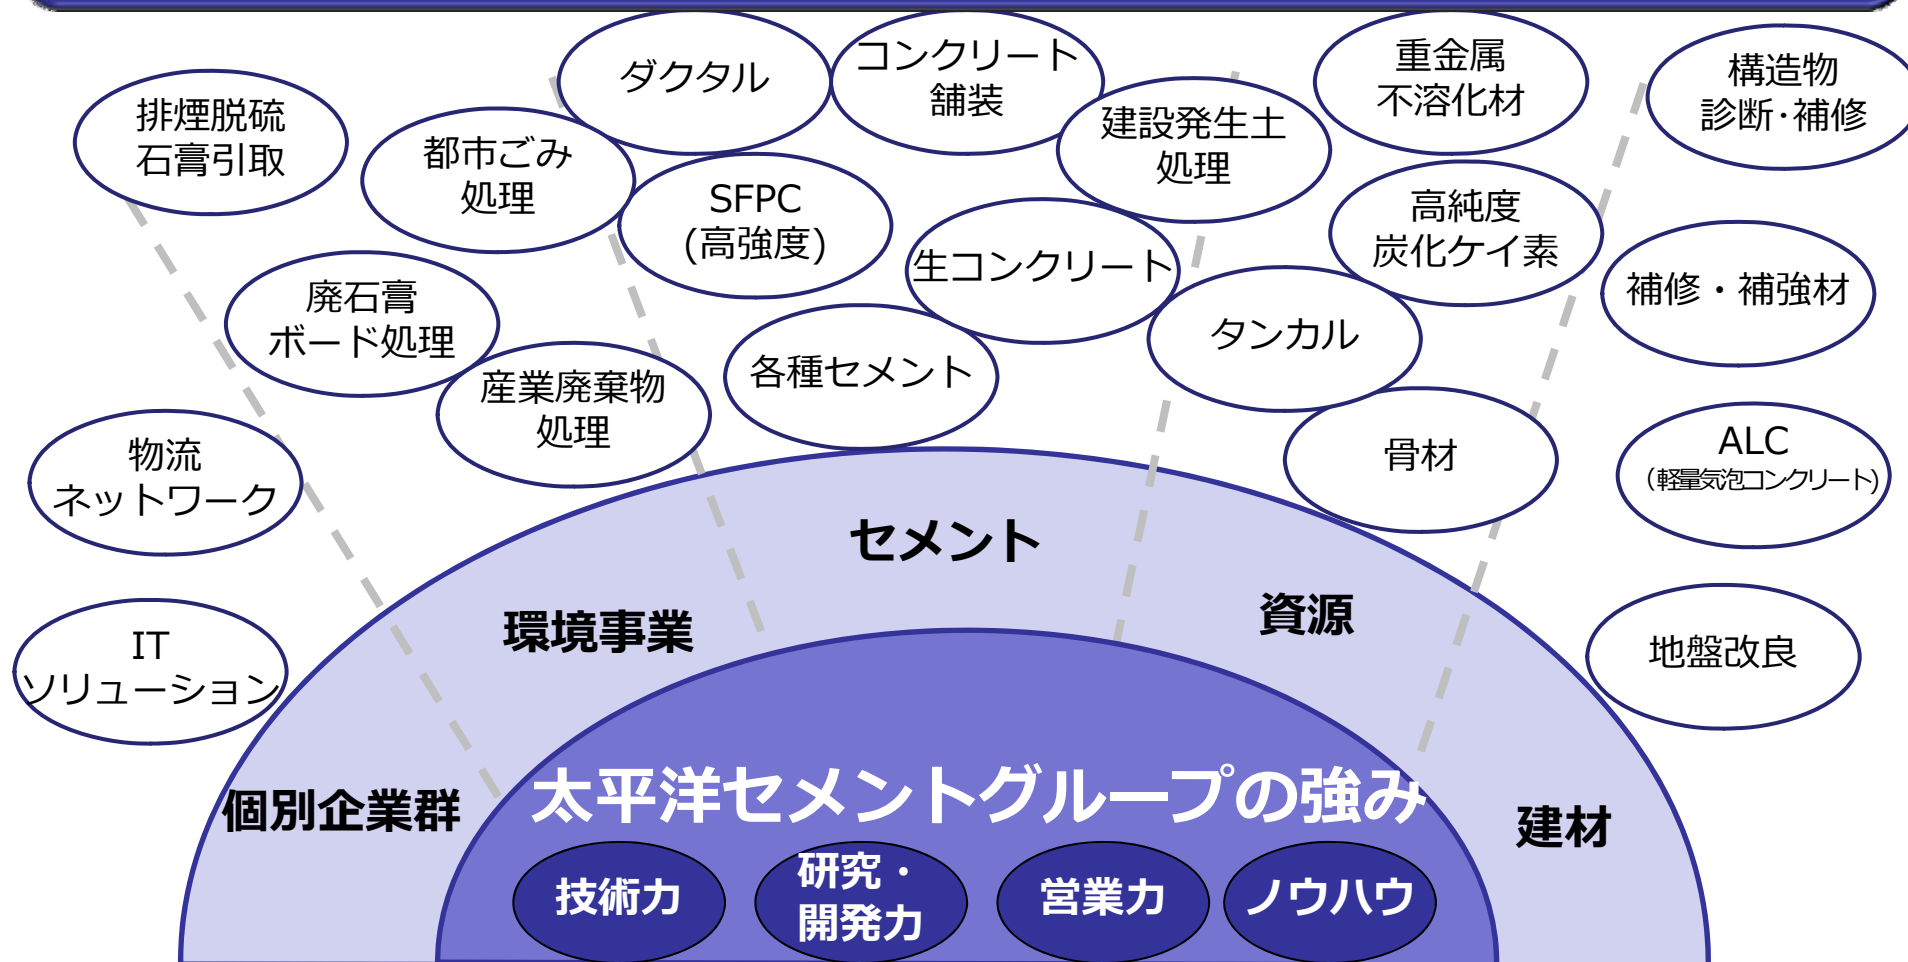 ダクタル
コンクリート
舗装
重金属
不溶化材
構造物
診断･補修
排煙脱硫
石膏引取
都市ごみ
処理
建設発生土
処理
SFPC
(高強度)
高純度
炭化ケイ素
生コンクリート
補修・補強材
廃石膏
ボード処理
タンカル
産業廃棄物
処理
各種セメント
物流
ネットワーク
骨材
ALC
（軽量気泡コンクリート)
セメント
資源
環境事業
IT
ソリューション
地盤改良
個別企業群
太平洋セメントグループの強み
建材
技術力
研究・
開発力
営業力
ノウハウ